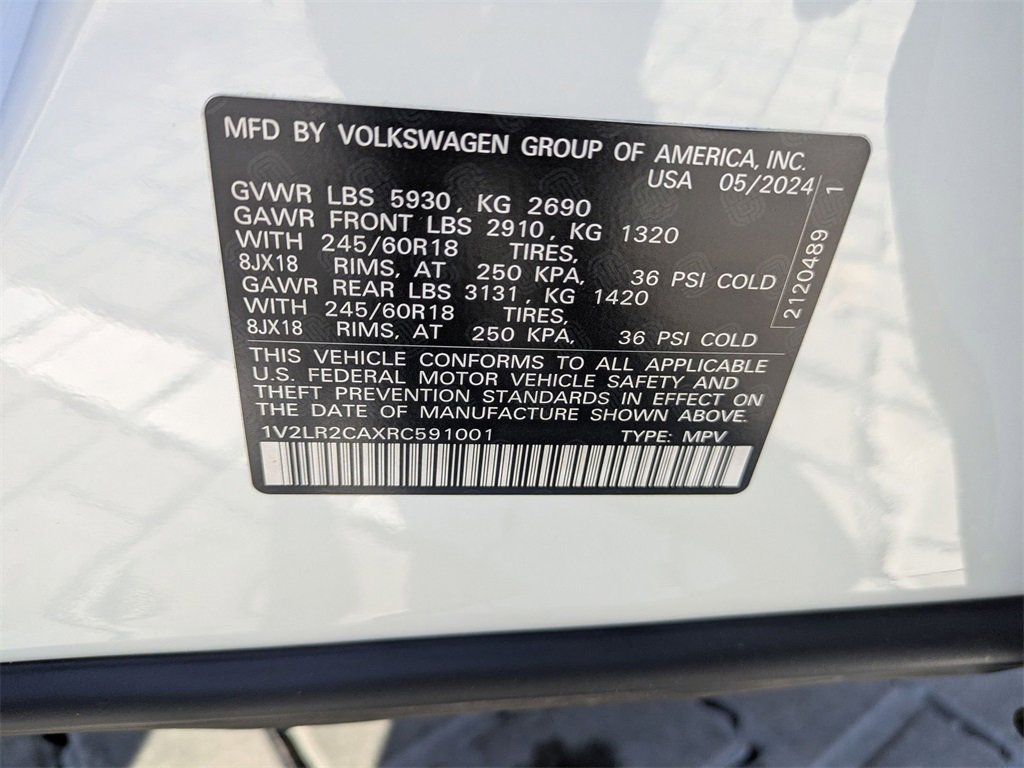 MFD BY VOLKSWAGEN GROUP OF AMERICA, INC.
USA 05/2024
GVWR LBS 5930, KG 2690
GAWR FRONT LBS 2910, KG 1320
WITH 245/60R18 TIRES,
8JX18 RIMS, AT 250 KPA, 36 PSI COLD
GAWR REAR LBS 3131, KG 1420
WITH 245/60R18 TIRES,
8JX18 RIMS, AT 250 KPA, 36 PSI COLD
2120489 1
THIS VEHICLE CONFORMS TO ALL APPLICABLE
U.S. FEDERAL MOTOR VEHICLE SAFETY AND
THEFT PREVENTION STANDARDS IN EFFECT ON
THE DATE OF MANUFACTURE SHOWN ABOVE.
1V2LR2CAXRC591001 TYPE: MPV